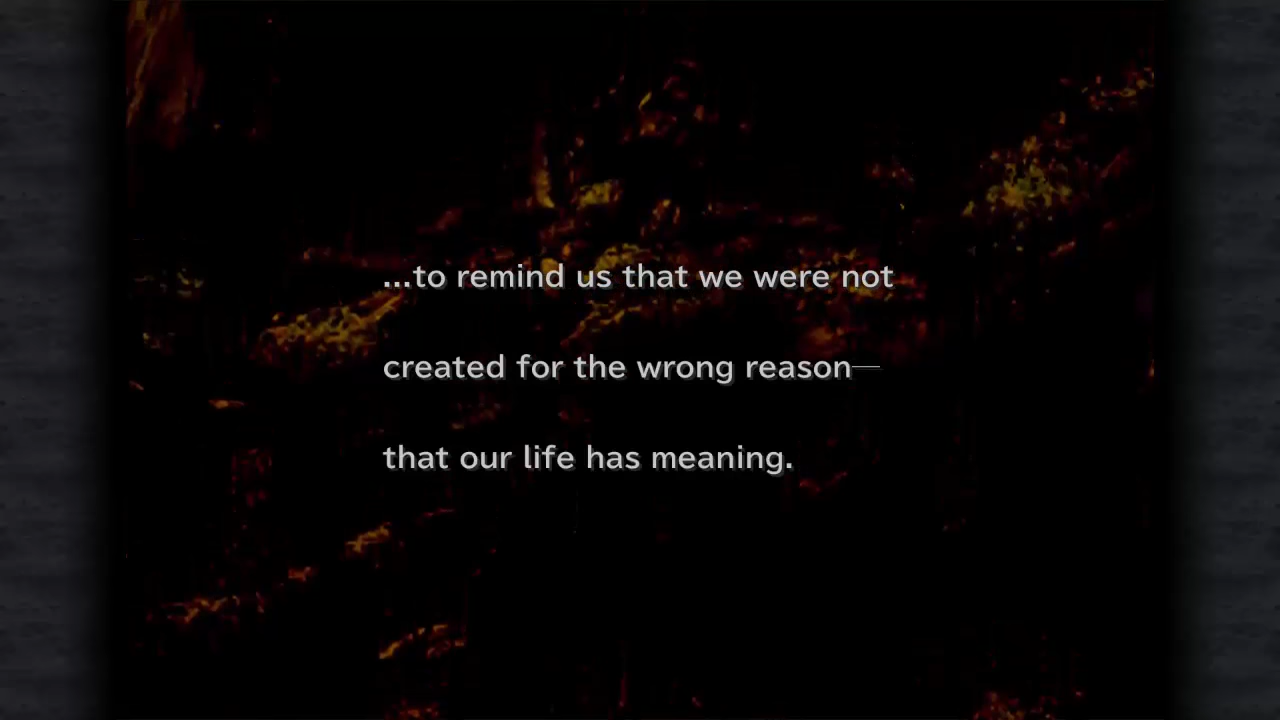 ...to remind us that we were not
created for the wrong reason—
that our life has meaning.